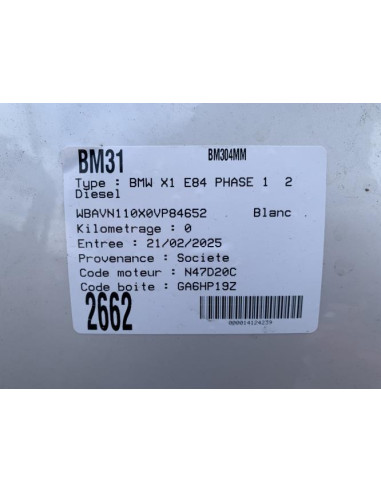 BM31 BM304MM
Type : BMW X1 E84 PHASE 1 2
Diesel
WBAVN110X0VP84652 Blanc
Kilometrage : 0
Entree : 21/02/2025
Provenance : Societe
Code moteur : N47D20C
Code boite : GA6HP19Z
2662
000014124239